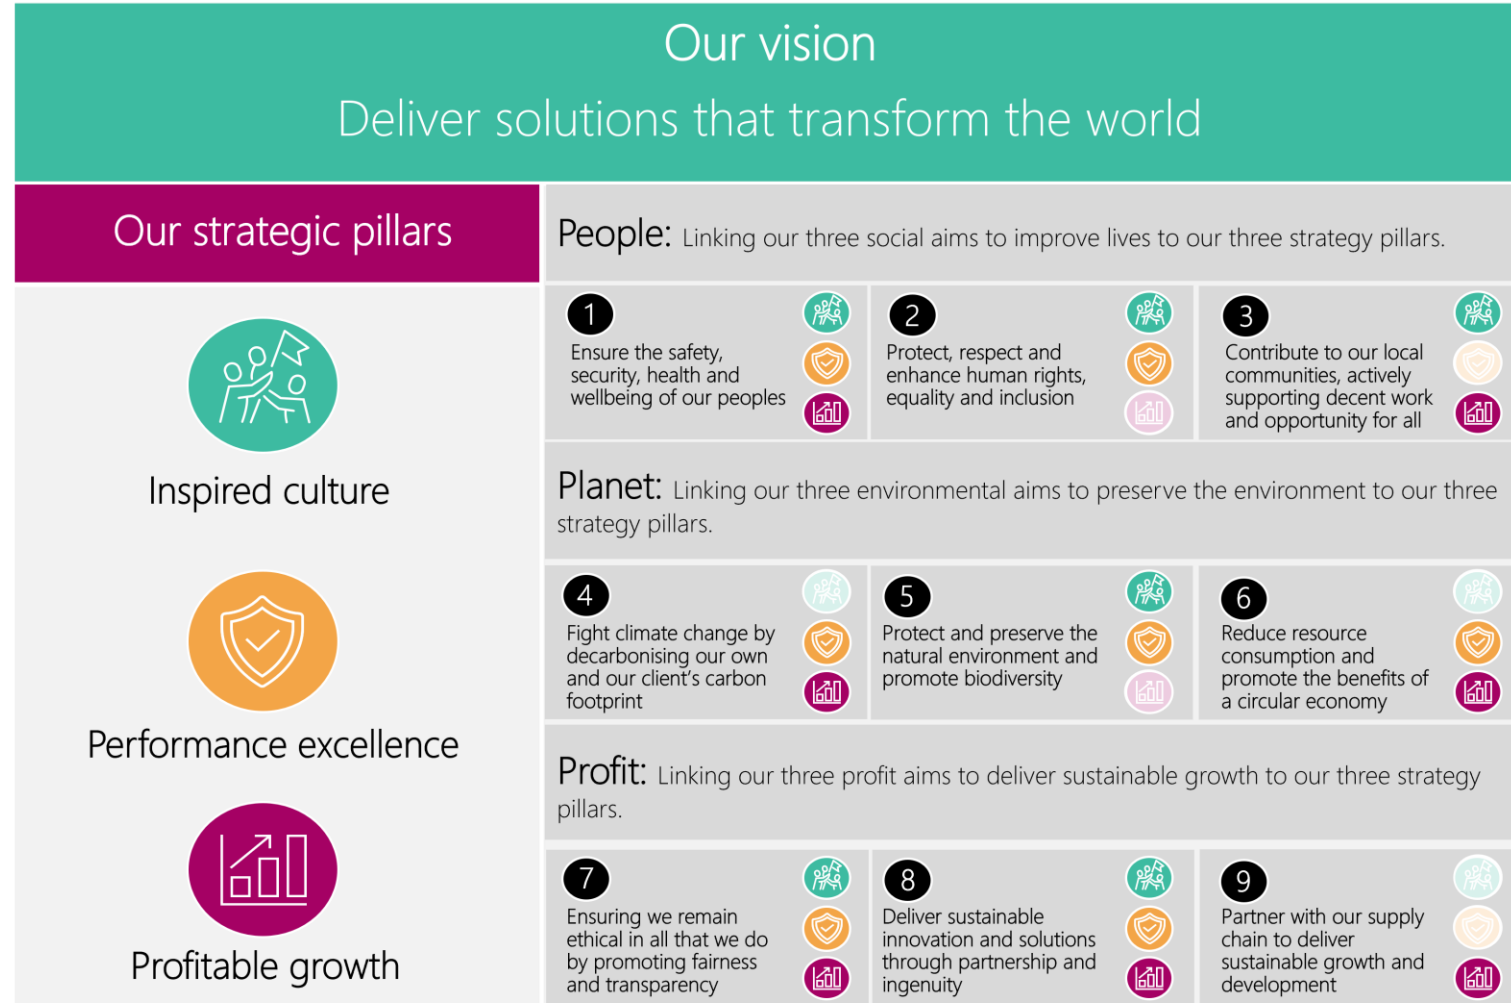 Our vision
Deliver solutions that transform the world
Our strategic pillars
Inspired culture
Performance excellence
Profitable growth
People: Linking our three social aims to improve lives to our three strategy pillars.
1
Ensure the safety,
security, health and
wellbeing of our peoples
2
Protect, respect and
enhance human rights,
equality and inclusion
3
Contribute to our local
communities, actively
supporting decent work
and opportunity for all
Planet: Linking our three environmental aims to preserve the environment to our three
strategy pillars.
4
Fight climate change by
decarbonising our own
and our client's carbon
footprint
5
Protect and preserve the
natural environment and
promote biodiversity
6
Reduce resource
consumption and
promote the benefits of
a circular economy
Profit: Linking our three profit aims to deliver sustainable growth to our three strategy
pillars.
7
Ensuring we remain
ethical in all that we do
by promoting fairness
and transparency
8
Deliver sustainable
innovation and solutions
through partnership and
ingenuity
9
Partner with our supply
chain to deliver
sustainable growth and
development